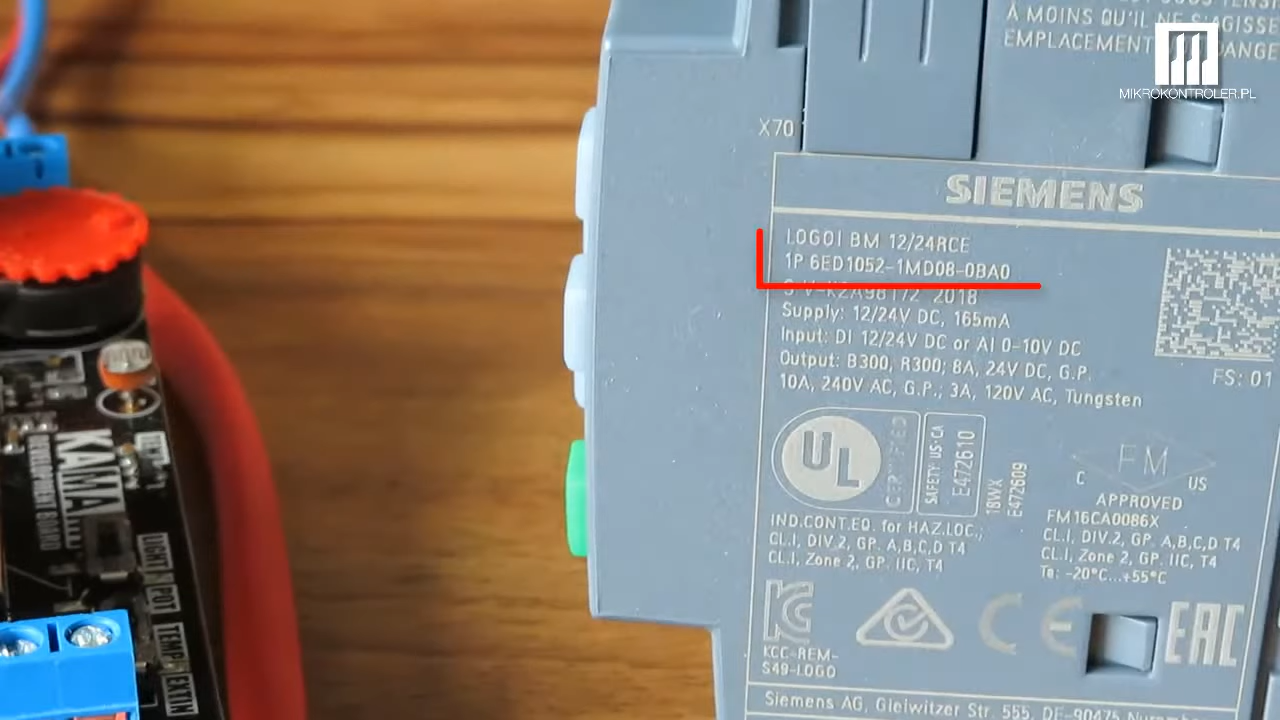 À MOINS QU'IL NE S'AGISSE
EMPLACEMENT
MIKROKONTROLER.PL
X70
SIEMENS
LOGO! BM 12/24RCE
1P 6ED1052-1MD08-0BA0
S V-K2A98172 2018
Supply: 12/24V DC, 165mA
Input: DI 12/24V DC or AI 0-10V DC
Output: B300, R300; 8A, 24V DC, G.P.
10A, 240V AC, G.P.; 3A, 120V AC, Tungsten
FS: 01
UL
CERTIFIED
SAFETY US-CA
E472610
18WX
E472609
FM
C US
APPROVED
FM16CA0086X
CL.I, DIV.2, GP. A,B,C,D T4
CL.I, Zone 2, GP. IIC, T4
Ta: -20°C...+55°C
IND.CONT.EQ. for HAZ.LOC.;
CL.I, DIV.2, GP. A,B,C,D T4
CL.I, Zone 2, GP. IIC, T4
KCC-REM-
S49-LOGO
CE
EAC
Siemens AG, Gleiwitzer Str. 555, DE-90475
KAMAMI
DEVELOPMENT BOARD
LIGHT
POT
TEMP
EXTIN